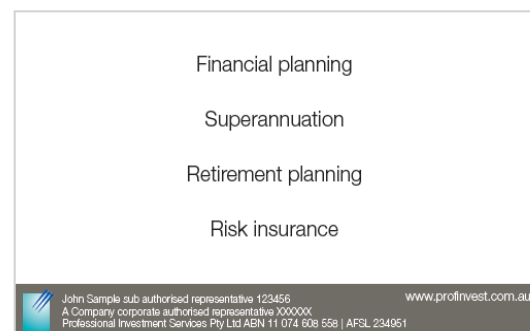 Financial planning
Superannuation
Retirement planning
Risk insurance
John Sample sub authorised representative 123456
www.profinvest.com.au
A Company corporate authorised representative XXXXXX
Professional Investment Services Pty Ltd ABN 11 074 608 558 | AFSL 234951